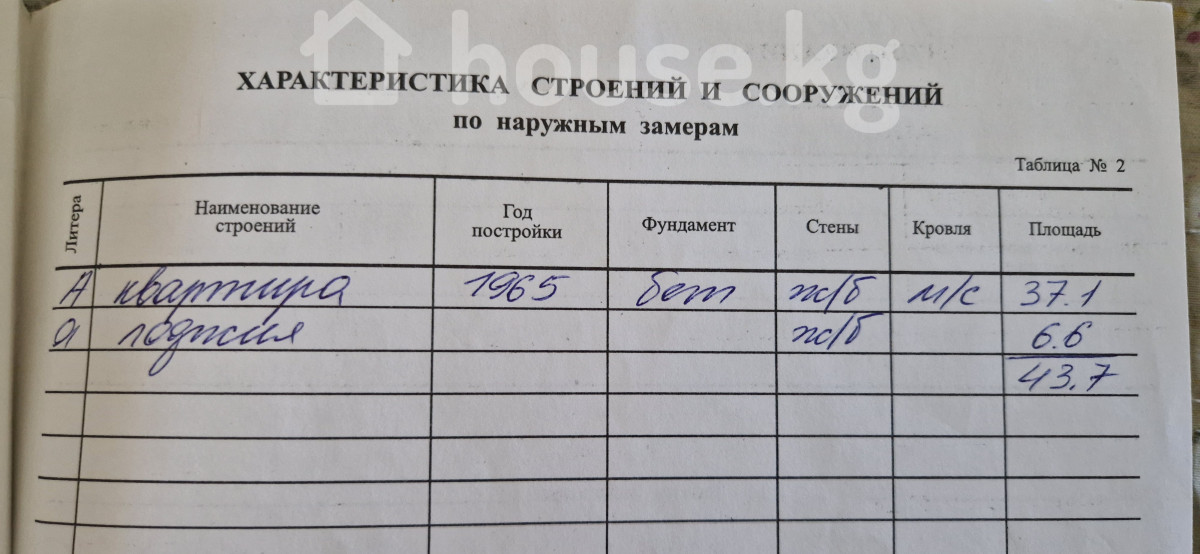 house.kg
ХАРАКТЕРИСТИКА СТРОЕНИЙ И СООРУЖЕНИЙ
по наружным замерам
Таблица № 2
Литера Наименование строений Год постройки Фундамент Стены Кровля Площадь
А квартира 1965 бет ж/б м/с 37.1
а лоджия ж/б 6.6
43.7